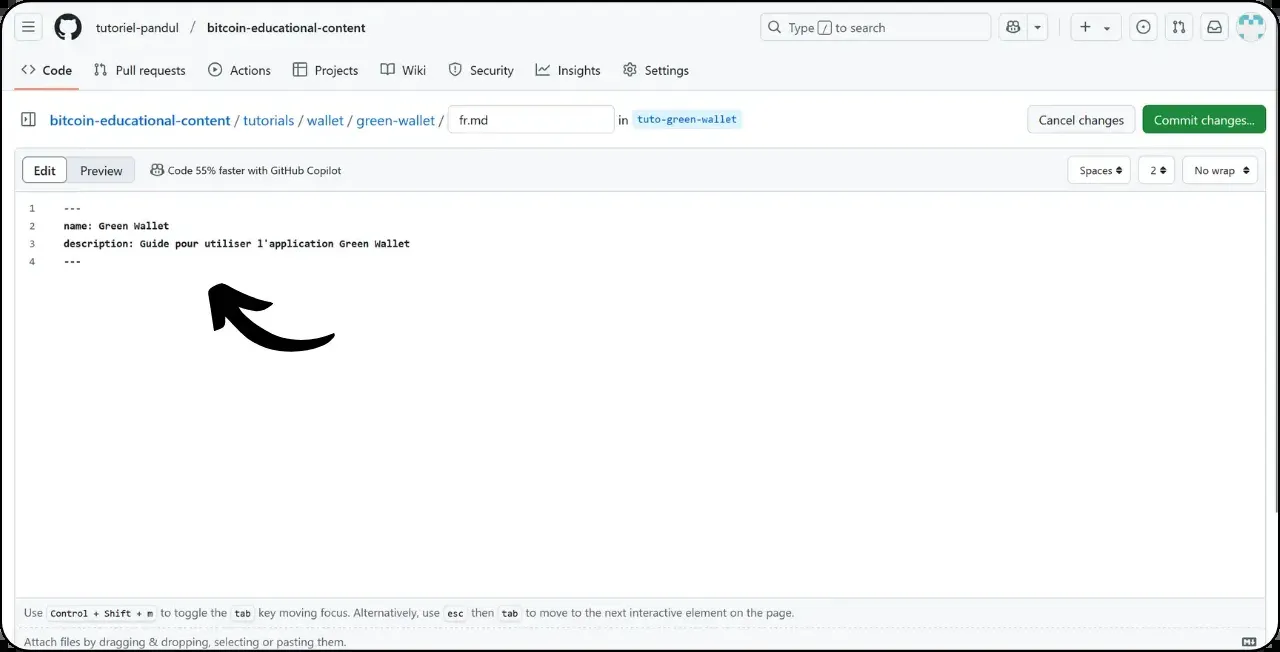 tutoriel-pandul / bitcoin-educational-content Type / to search
Code Pull requests Actions Projects Wiki Security Insights Settings
bitcoin-educational-content / tutorials / wallet / green-wallet / fr.md in tuto-green-wallet Cancel changes Commit changes...
Edit Preview Code 55% faster with GitHub Copilot Spaces 2 No wrap
1 ---
2 name: Green Wallet
3 description: Guide pour utiliser l'application Green Wallet
4 ---
Use Control + Shift + m to toggle the tab key moving focus. Alternatively, use esc then tab to move to the next interactive element on the page.
Attach files by dragging & dropping, selecting or pasting them.